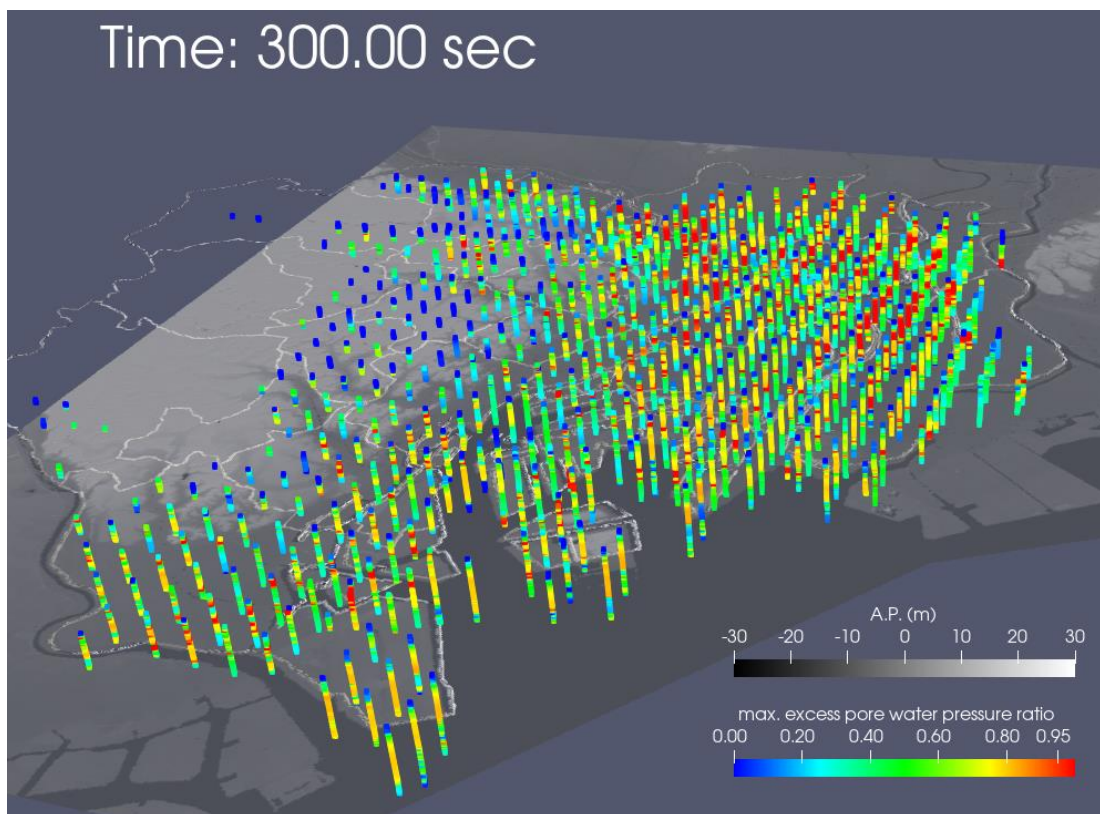 Time: 300.00 sec
A.P. (m)
-30 -20 -10 0 10 20 30
max. excess pore water pressure ratio
0.00 0.20 0.40 0.60 0.80 0.95